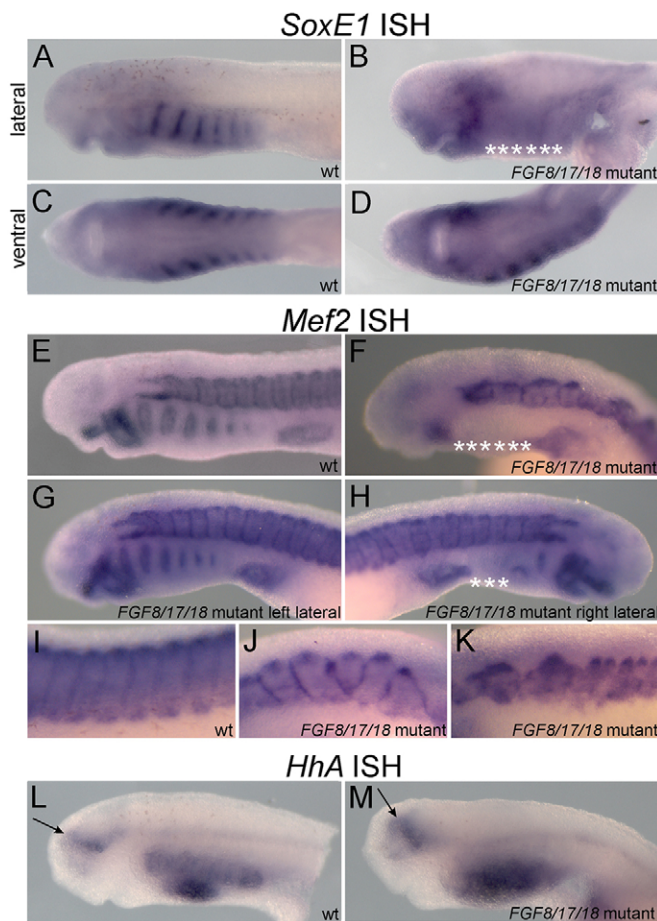 SoxE1 ISH
lateral
A
wt
B
******
FGF8/17/18 mutant
ventral
C
wt
D
FGF8/17/18 mutant
Mef2 ISH
E
wt
F
******
FGF8/17/18 mutant
G
FGF8/17/18 mutant left lateral
H
***
FGF8/17/18 mutant right lateral
I
wt
J
FGF8/17/18 mutant
K
FGF8/17/18 mutant
HhA ISH
L
wt
M
FGF8/17/18 mutant